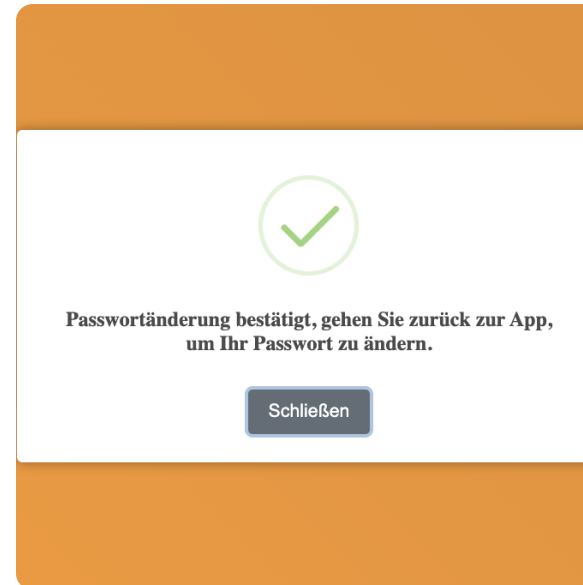 Passwortänderung bestätigt, gehen Sie zurück zur App,
um Ihr Passwort zu ändern.
Schließen